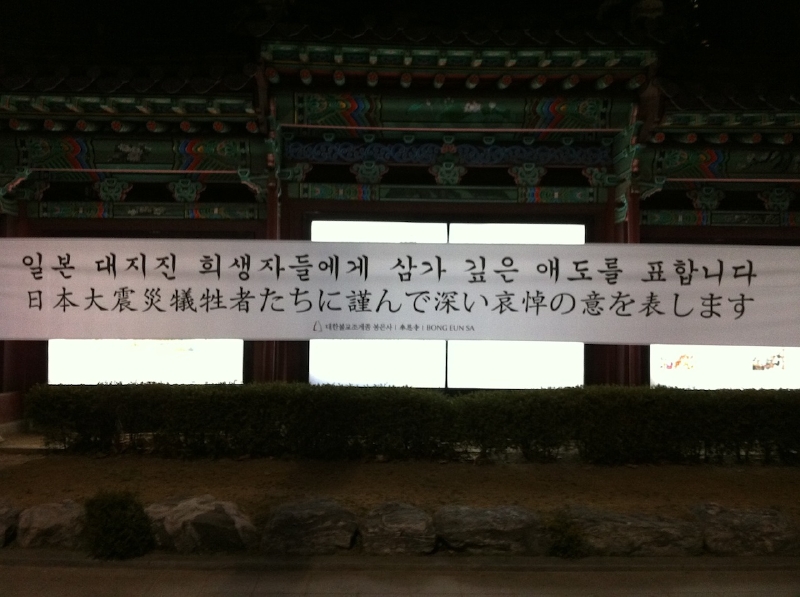 일본 대지진 희생자들에게 삼가 깊은 애도를 표합니다
日本大震災犠牲者たちに謹んで深い哀悼の意を表します
대한불교조계종 봉은사 | 奉恩寺 | BONG EUN SA